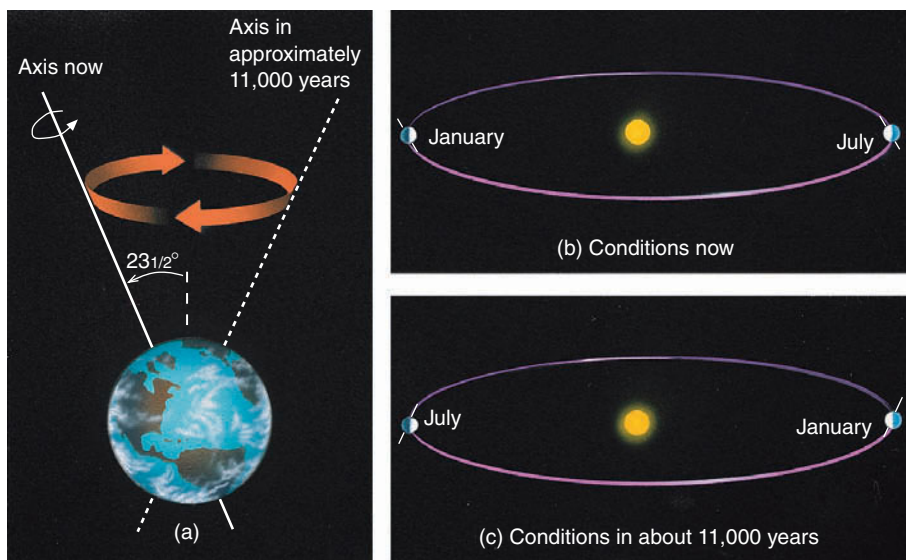 Axis in
approximately
11,000 years
Axis now
23 1/2°
(a)
January
July
(b) Conditions now
July
January
(c) Conditions in about 11,000 years